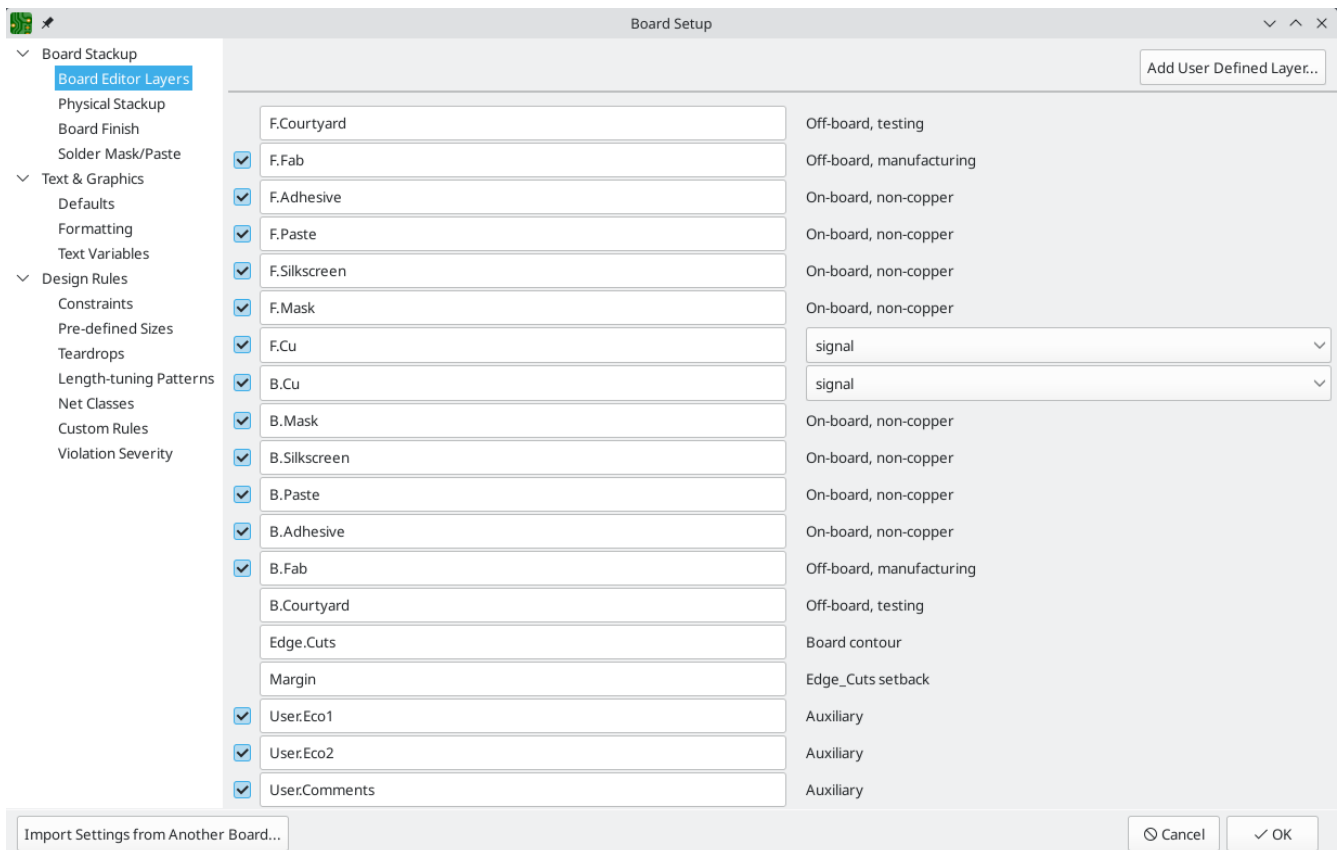 Board Setup
Board Stackup
Board Editor Layers
Physical Stackup
Board Finish
Solder Mask/Paste
Text & Graphics
Defaults
Formatting
Text Variables
Design Rules
Constraints
Pre-defined Sizes
Teardrops
Length-tuning Patterns
Net Classes
Custom Rules
Violation Severity
Add User Defined Layer...
F.Courtyard Off-board, testing
F.Fab Off-board, manufacturing
F.Adhesive On-board, non-copper
F.Paste On-board, non-copper
F.Silkscreen On-board, non-copper
F.Mask On-board, non-copper
F.Cu signal
B.Cu signal
B.Mask On-board, non-copper
B.Silkscreen On-board, non-copper
B.Paste On-board, non-copper
B.Adhesive On-board, non-copper
B.Fab Off-board, manufacturing
B.Courtyard Off-board, testing
Edge.Cuts Board contour
Margin Edge_Cuts setback
User.Eco1 Auxiliary
User.Eco2 Auxiliary
User.Comments Auxiliary
Import Settings from Another Board... Cancel OK